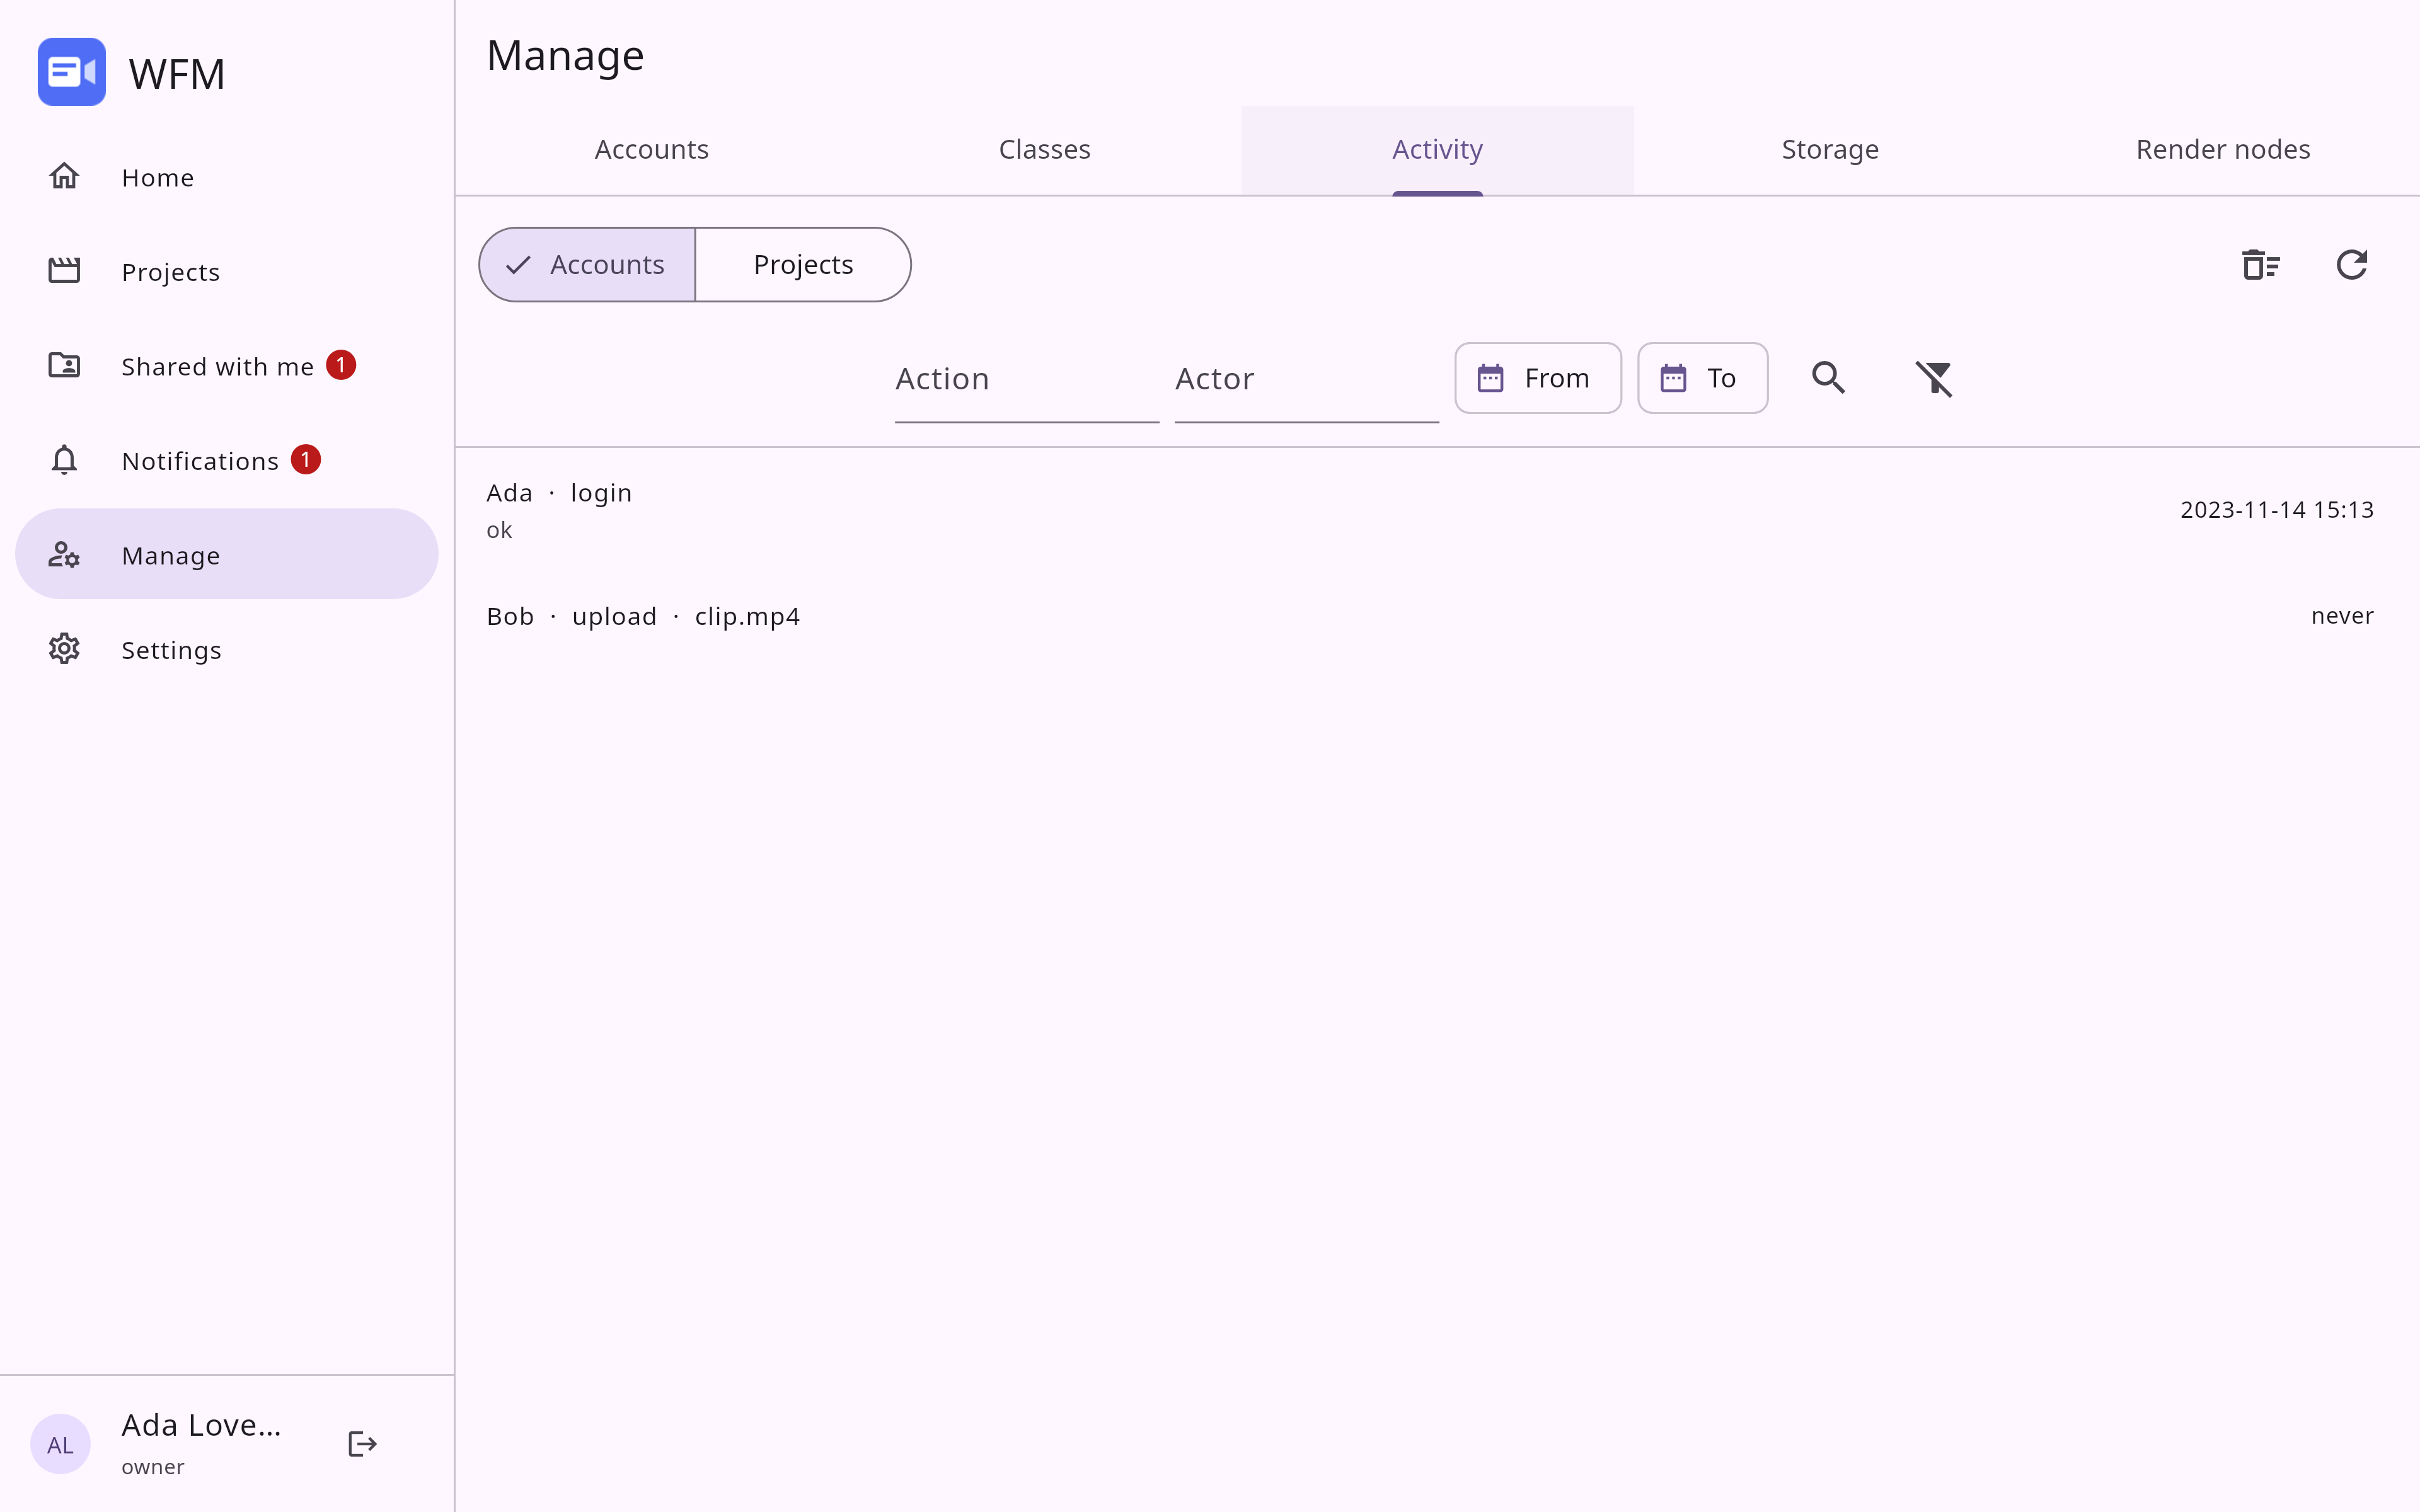 WFM
Home
Projects
Shared with me 1
Notifications 1
Manage
Settings
AL
Ada Love...
owner
Manage
Accounts Classes Activity Storage Render nodes
Accounts Projects
Action Actor From To
Ada · login
ok
2023-11-14 15:13
Bob · upload · clip.mp4
never